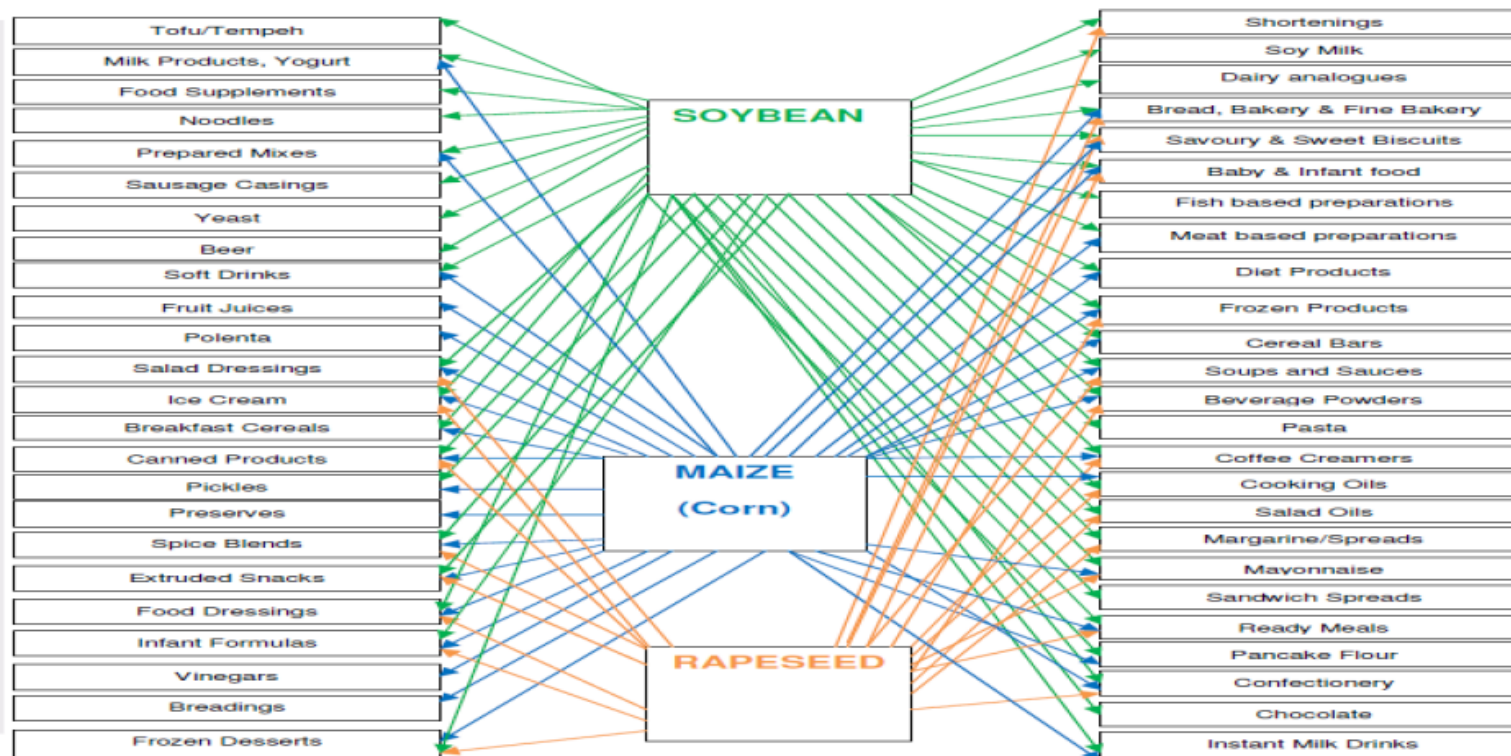 Tofu/Tempeh
Milk Products, Yogurt
Food Supplements
Noodles
Prepared Mixes
Sausage Casings
Yeast
Beer
Soft Drinks
Fruit Juices
Polenta
Salad Dressings
Ice Cream
Breakfast Cereals
Canned Products
Pickles
Preserves
Spice Blends
Extruded Snacks
Food Dressings
Infant Formulas
Vinegars
Breadings
Frozen Desserts
SOYBEAN
MAIZE
(Corn)
RAPESEED
Shortenings
Soy Milk
Dairy analogues
Bread, Bakery & Fine Bakery
Savoury & Sweet Biscuits
Baby & Infant food
Fish based preparations
Meat based preparations
Diet Products
Frozen Products
Cereal Bars
Soups and Sauces
Beverage Powders
Pasta
Coffee Creamers
Cooking Oils
Salad Oils
Margarine/Spreads
Mayonnaise
Sandwich Spreads
Ready Meals
Pancake Flour
Confectionery
Chocolate
Instant Milk Drinks